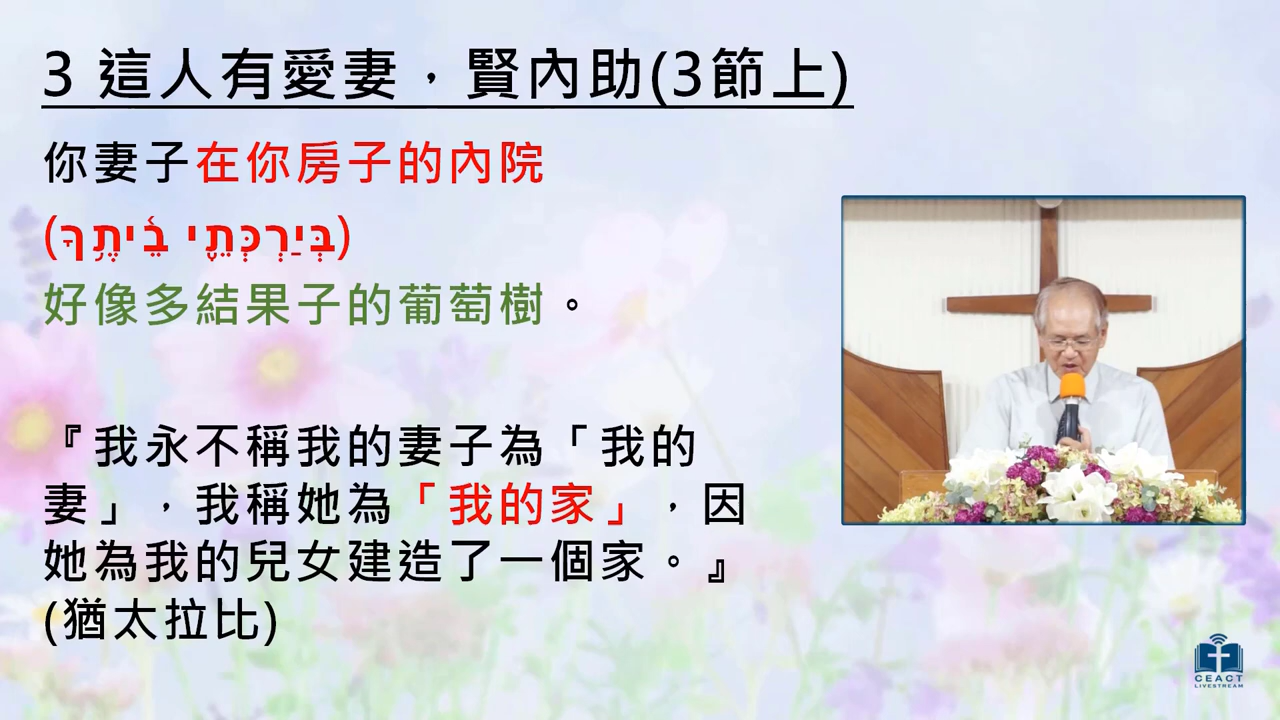 3 這人有愛妻，賢內助(3節上)
你妻子在你房子的內院
(בְּיַרְכְּתֵ֪י בֵ֫יתֶ֥ךָ)
好像多結果子的葡萄樹。
『我永不稱我的妻子為「我的
妻」，我稱她為「我的家」，因
她為我的兒女建造了一個家。』
(猶太拉比)
CEACT
LIVESTREAM